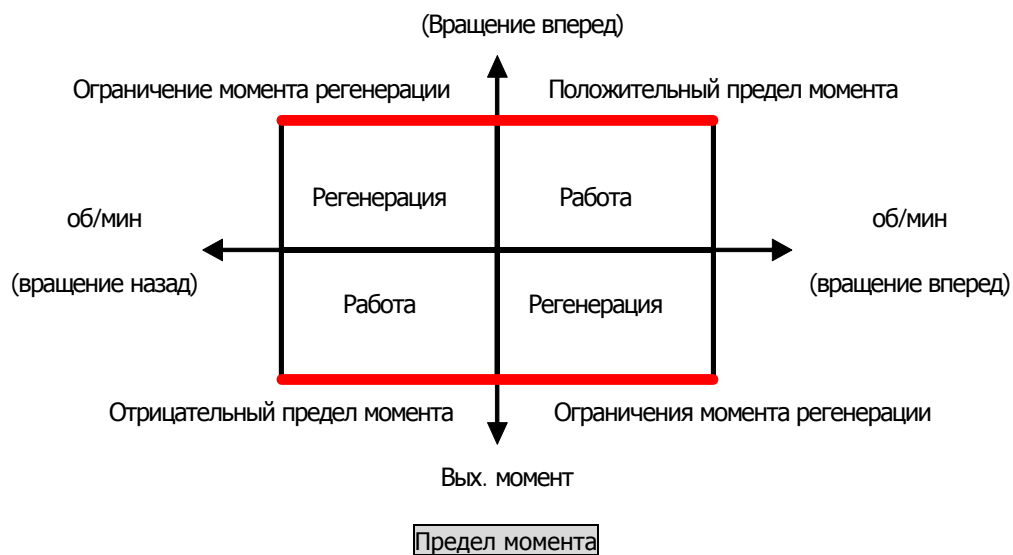 (Вращение вперед)
Ограничение момента регенерации
Положительный предел момента
Регенерация
Работа
об/мин
об/мин
(вращение назад)
(вращение вперед)
Работа
Регенерация
Отрицательный предел момента
Ограничения момента регенерации
Вых. момент
Предел момента